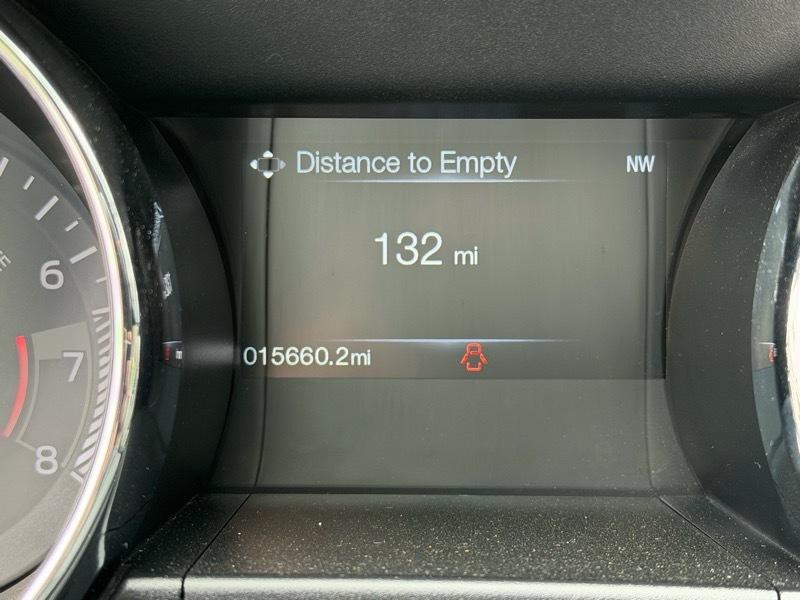 Distance to Empty NW
132 mi
015660.2mi
6
7
8